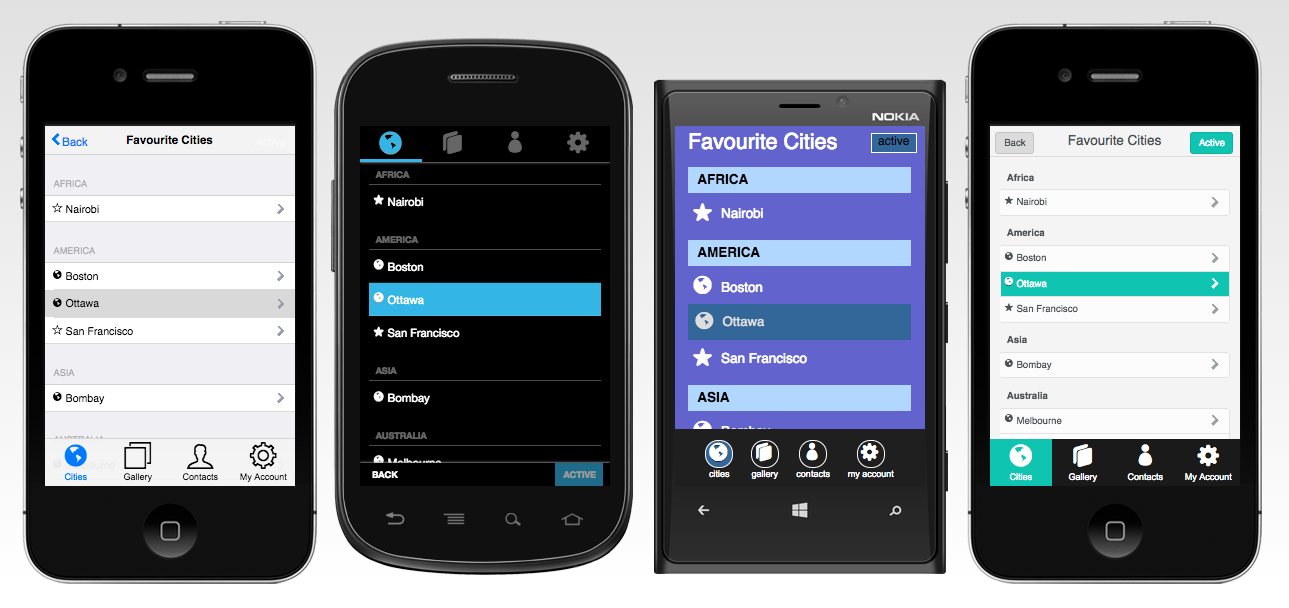 Back Favourite Cities Active
AFRICA
Nairobi
AMERICA
Boston
Ottawa
San Francisco
ASIA
Bombay
AUSTRALIA
Cities Gallery Contacts My Account
AFRICA
Nairobi
AMERICA
Boston
Ottawa
San Francisco
ASIA
Bombay
AUSTRALIA
Melbourne
BACK ACTIVE
NOKIA
Favourite Cities active
AFRICA
Nairobi
AMERICA
Boston
Ottawa
San Francisco
ASIA
Bombay
cities gallery contacts my account
Back Favourite Cities Active
Africa
Nairobi
America
Boston
Ottawa
San Francisco
Asia
Bombay
Australia
Melbourne
Cities Gallery Contacts My Account